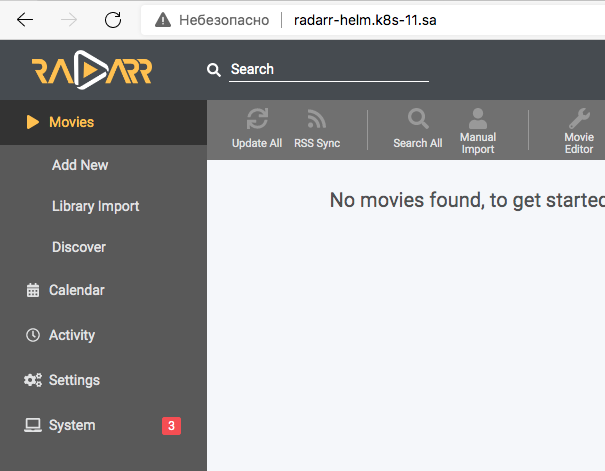 Небезопасно radarr-helm.k8s-11.sa
RADARR
Search
Movies
Add New
Library Import
Discover
Calendar
Activity
Settings
System 3
Update All
RSS Sync
Search All
Manual
Import
Movie
Editor
No movies found, to get started